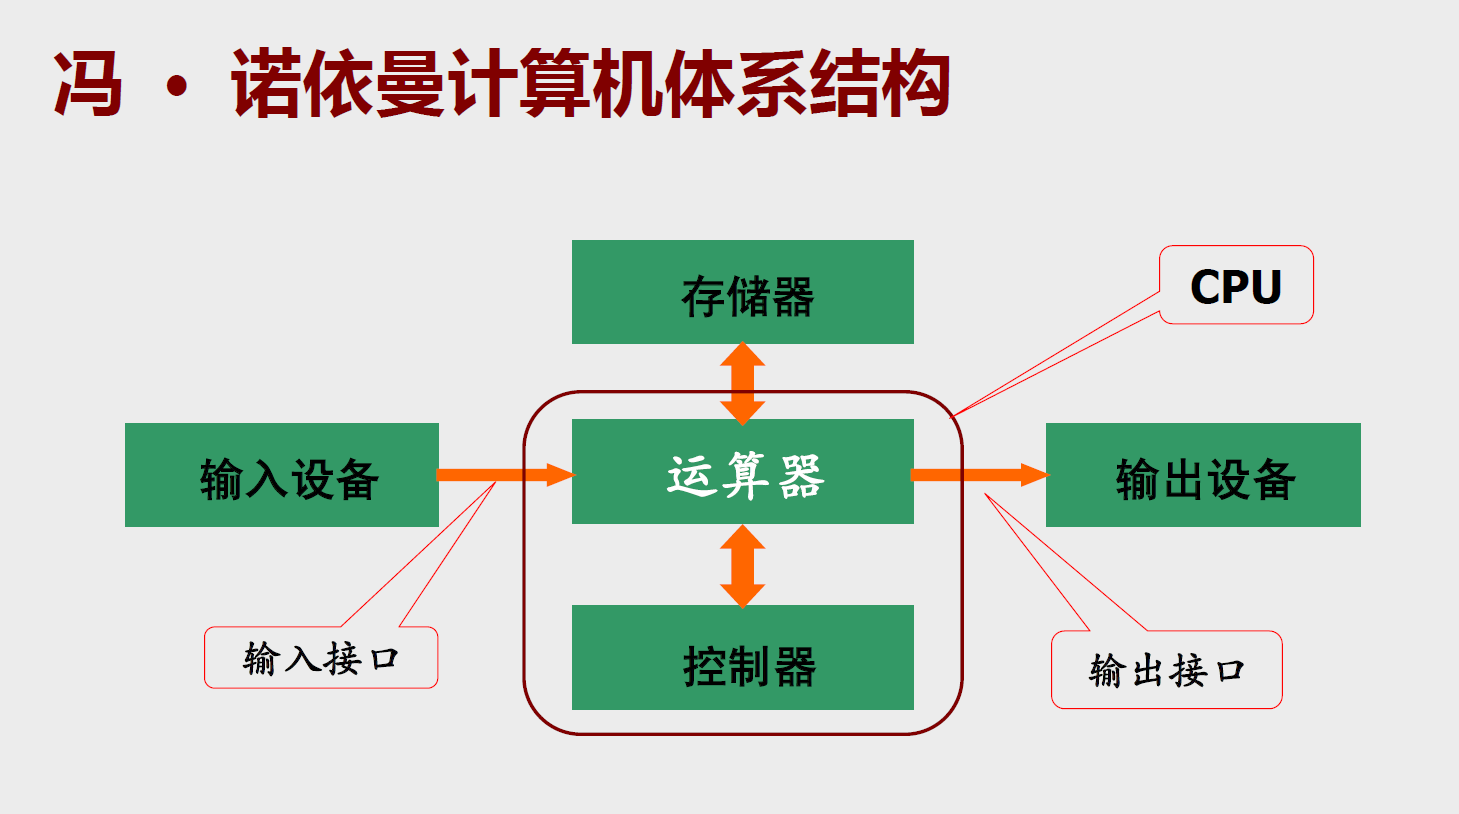 冯 • 诺依曼计算机体系结构
存储器
CPU
输入设备
运算器
输出设备
输入接口
控制器
输出接口